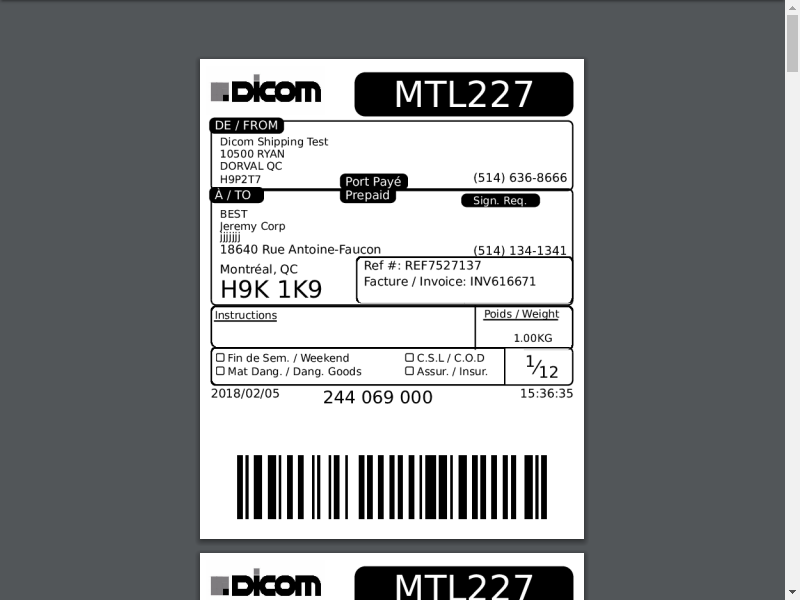 Dicom
MTL227
DE / FROM
Dicom Shipping Test
10500 RYAN
DORVAL QC
H9P2T7
(514) 636-8666
Port Payé
Prepaid
À / TO
Sign. Req.
BEST
Jeremy Corp
jjjjjjj
18640 Rue Antoine-Faucon
(514) 134-1341
Montréal, QC
H9K 1K9
Ref #: REF7527137
Facture / Invoice: INV616671
Instructions
Poids / Weight
1.00KG
Fin de Sem. / Weekend
C.S.L / C.O.D
Mat Dang. / Dang. Goods
Assur. / Insur.
1/12
2018/02/05
244 069 000
15:36:35
Dicom
MTL227